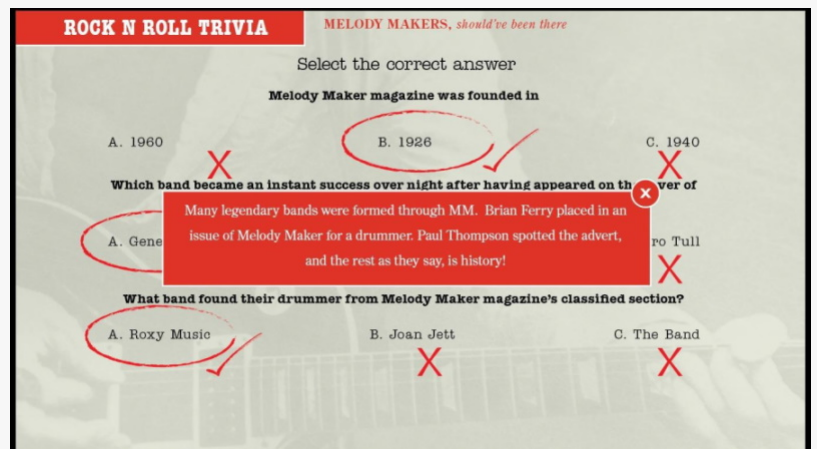 ROCK N ROLL TRIVIA
MELODY MAKERS, should've been there
Select the correct answer
Melody Maker magazine was founded in
A. 1960
B. 1926
C. 1940
Which band became an instant success over night after having appeared on th ver of
X
Many legendary bands were formed through MM. Brian Ferry placed in an
issue of Melody Maker for a drummer. Paul Thompson spotted the advert,
and the rest as they say, is history!
A. Gene
ro Tull
What band found their drummer from Melody Maker magazine's classified section?
A. Roxy Music
B. Joan Jett
C. The Band